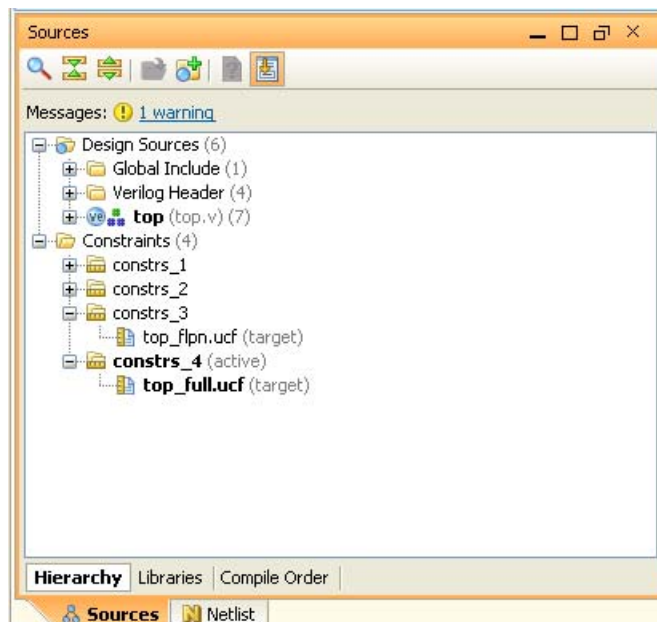 Sources
Messages: 1 warning
Design Sources (6)
Global Include (1)
Verilog Header (4)
ve top (top.v) (7)
Constraints (4)
constrs_1
constrs_2
constrs_3
top_flpn.ucf (target)
constrs_4 (active)
top_full.ucf (target)
Hierarchy Libraries Compile Order
Sources Netlist